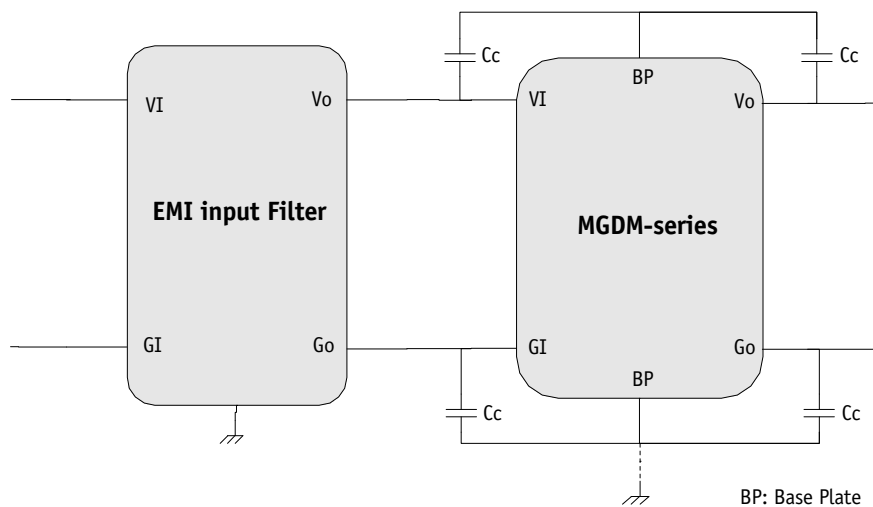 Cc
Cc
BP
VI
Vo
VI
Vo
EMI input Filter
MGDM-series
GI
Go
GI
Go
BP
Cc
Cc
BP: Base Plate